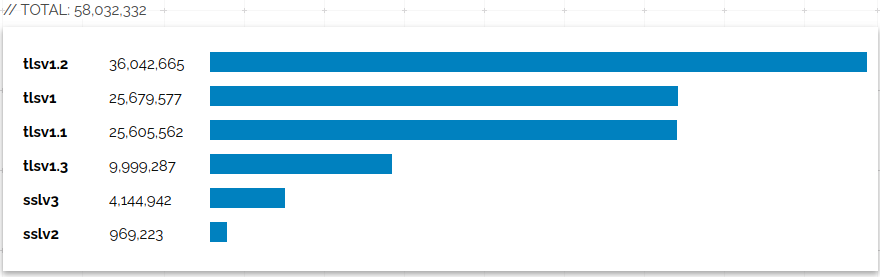 // TOTAL: 58,032,332
tlsv1.2 36,042,665
tlsv1 25,679,577
tlsv1.1 25,605,562
tlsv1.3 9,999,287
sslv3 4,144,942
sslv2 969,223